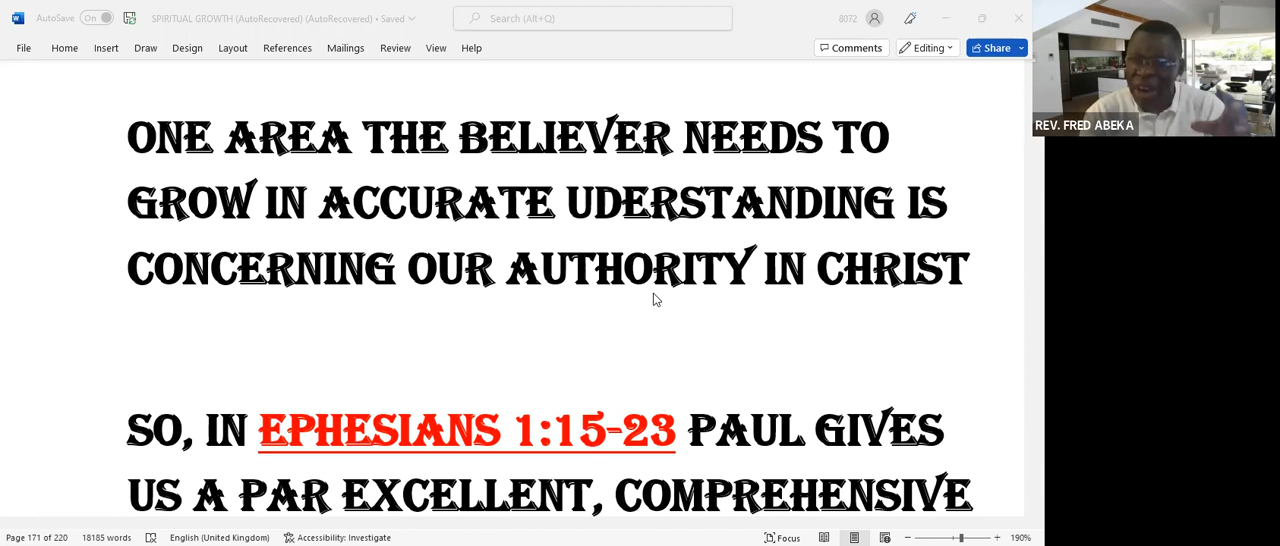 AutoSave Off SPIRITUAL GROWTH (AutoRecovered) (AutoRecovered) • Saved Search (Alt+Q) 8072
File Home Insert Draw Design Layout References Mailings Review View Help Comments Editing Share
REV. FRED ABEKA
ONE AREA THE BELIEVER NEEDS TO
GROW IN ACCURATE UDERSTANDING IS
CONCERNING OUR AUTHORITY IN CHRIST
SO, IN EPHESIANS 1:15-23 PAUL GIVES
US A PAR EXCELLENT, COMPREHENSIVE
Page 171 of 220 18185 words English (United Kingdom) Accessibility: Investigate Focus 190%